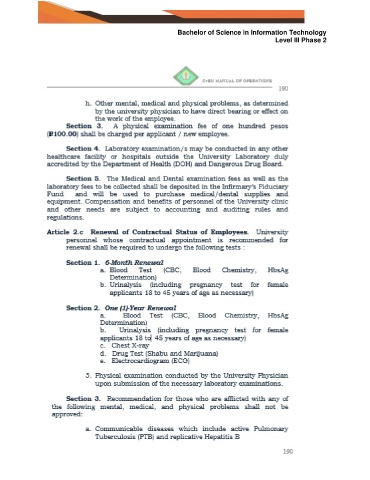 Bachelor of Science in Information Technology
Level III Phase 2
CvSU MANUAL OF OPERATIONS
190
h. Other mental, medical and physical problems, as determined
by the university physician to have direct bearing or effect on
the work of the employee.
Section 3. A physical examination fee of one hundred pesos
(₱100.00) shall be charged per applicant / new employee.
Section 4. Laboratory examination/s may be conducted in any other
healthcare facility or hospitals outside the University Laboratory duly
accredited by the Department of Health (DOH) and Dangerous Drug Board.
Section 5. The Medical and Dental examination fees as well as the
laboratory fees to be collected shall be deposited in the Infirmary's Fiduciary
Fund and will be used to purchase medical/dental supplies and
equipment. Compensation and benefits of personnel of the University clinic
and other needs are subject to accounting and auditing rules and
regulations.
Article 2.c Renewal of Contractual Status of Employees. University
personnel whose contractual appointment is recommended for
renewal shall be required to undergo the following tests :
Section 1. 6-Month Renewal
a. Blood Test (CBC, Blood Chemistry, HbsAg
Determination)
b. Urinalysis (including pregnancy test for female
applicants 18 to 45 years of age as necessary)
Section 2. One (1)-Year Renewal
a. Blood Test (CBC, Blood Chemistry, HbsAg
Determination)
b. Urinalysis (including pregnancy test for female
applicants 18 to 45 years of age as necessary)
c. Chest X-ray
d. Drug Test (Shabu and Marijuana)
e. Electrocardiogram (ECG)
3. Physical examination conducted by the University Physician
upon submission of the necessary laboratory examinations.
Section 3. Recommendation for those who are afflicted with any of
the following mental, medical, and physical problems shall not be
approved:
a. Communicable diseases which include active Pulmonary
Tuberculosis (PTB) and replicative Hepatitis B
190